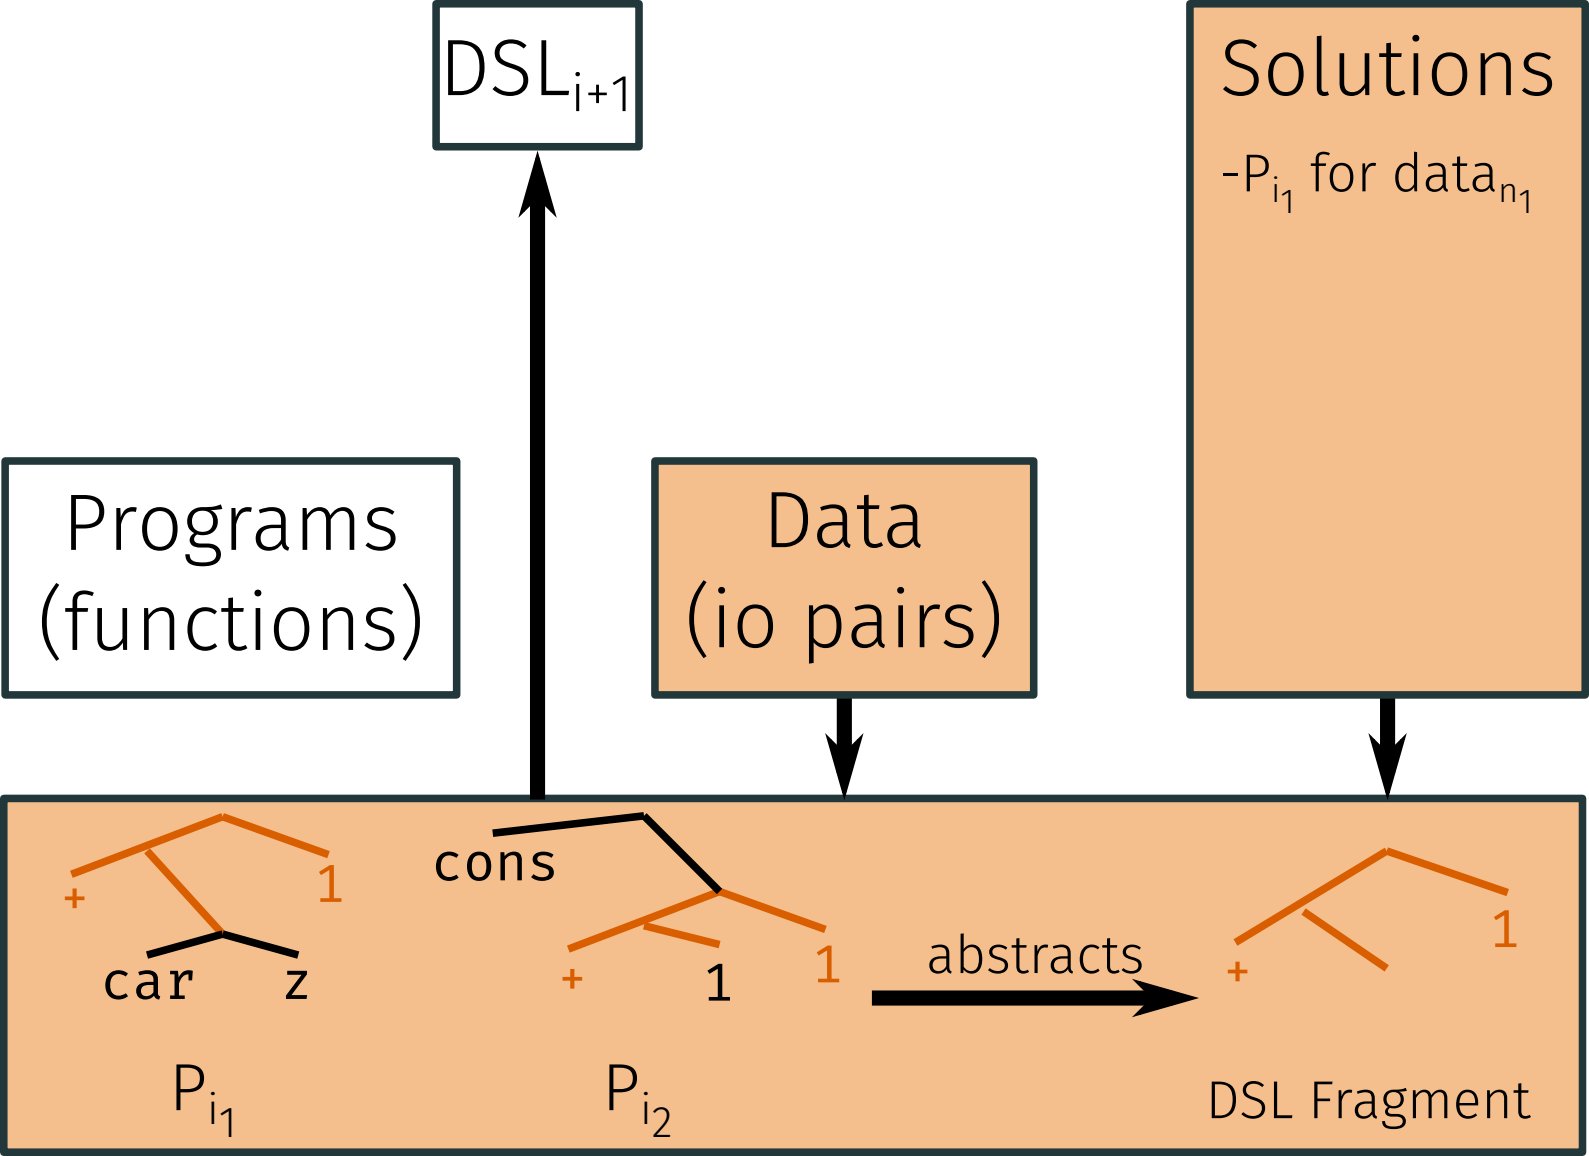 DSLi+1
Solutions
-Pi1 for datan1
Programs
(functions)
Data
(io pairs)
+
1
car
z
cons
+
1
1
abstracts
+
1
Pi1
Pi2
DSL Fragment